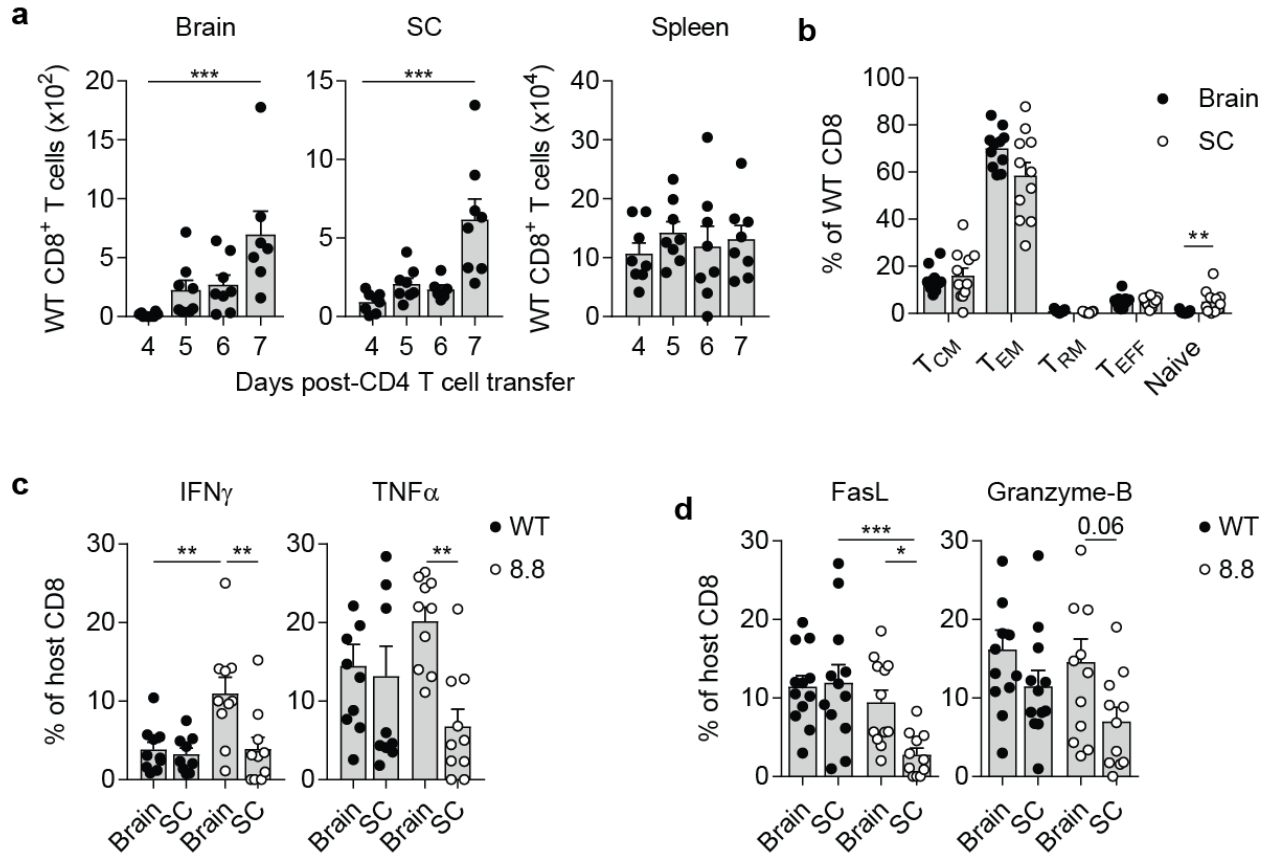 a
Brain
SC
Spleen
WT CD8+ T cells (x10²)
20
15
10
5
0
4 5 6 7
***
15
10
5
0
4 5 6 7
***
WT CD8+ T cells (x10⁴)
40
30
20
10
0
4 5 6 7
Days post-CD4 T cell transfer
b
% of WT CD8
100
80
60
40
20
0
Brain
SC
**
TCM
TEM
TRM
TEFF
Naive
c
IFNγ
TNFα
WT
8.8
% of host CD8
30
20
10
0
** **
Brain
SC
Brain
SC
30
20
10
0
**
Brain
SC
Brain
SC
d
FasL
Granzyme-B
WT
8.8
% of host CD8
30
20
10
0
***
*
Brain
SC
Brain
SC
30
20
10
0
0.06
Brain
SC
Brain
SC